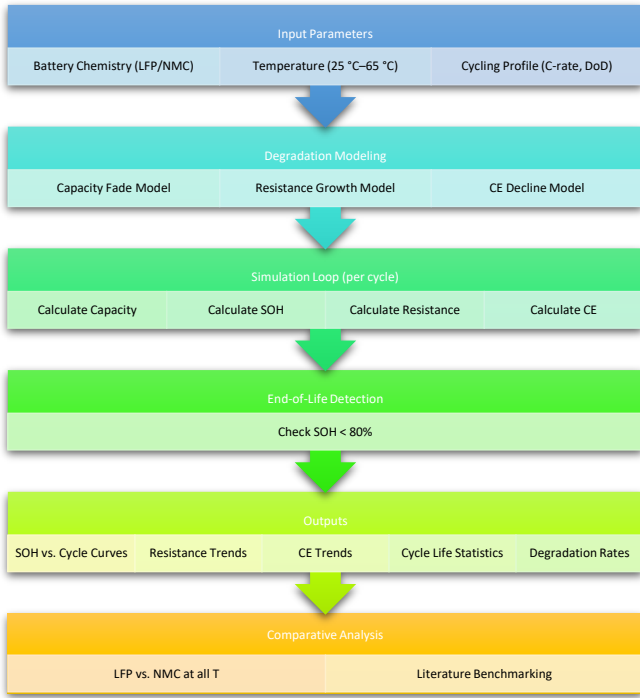 Input Parameters
Battery Chemistry (LFP/NMC)
Temperature (25 °C–65 °C)
Cycling Profile (C-rate, DoD)
Degradation Modeling
Capacity Fade Model
Resistance Growth Model
CE Decline Model
Simulation Loop (per cycle)
Calculate Capacity
Calculate SOH
Calculate Resistance
Calculate CE
End-of-Life Detection
Check SOH < 80%
Outputs
SOH vs. Cycle Curves
Resistance Trends
CE Trends
Cycle Life Statistics
Degradation Rates
Comparative Analysis
LFP vs. NMC at all T
Literature Benchmarking